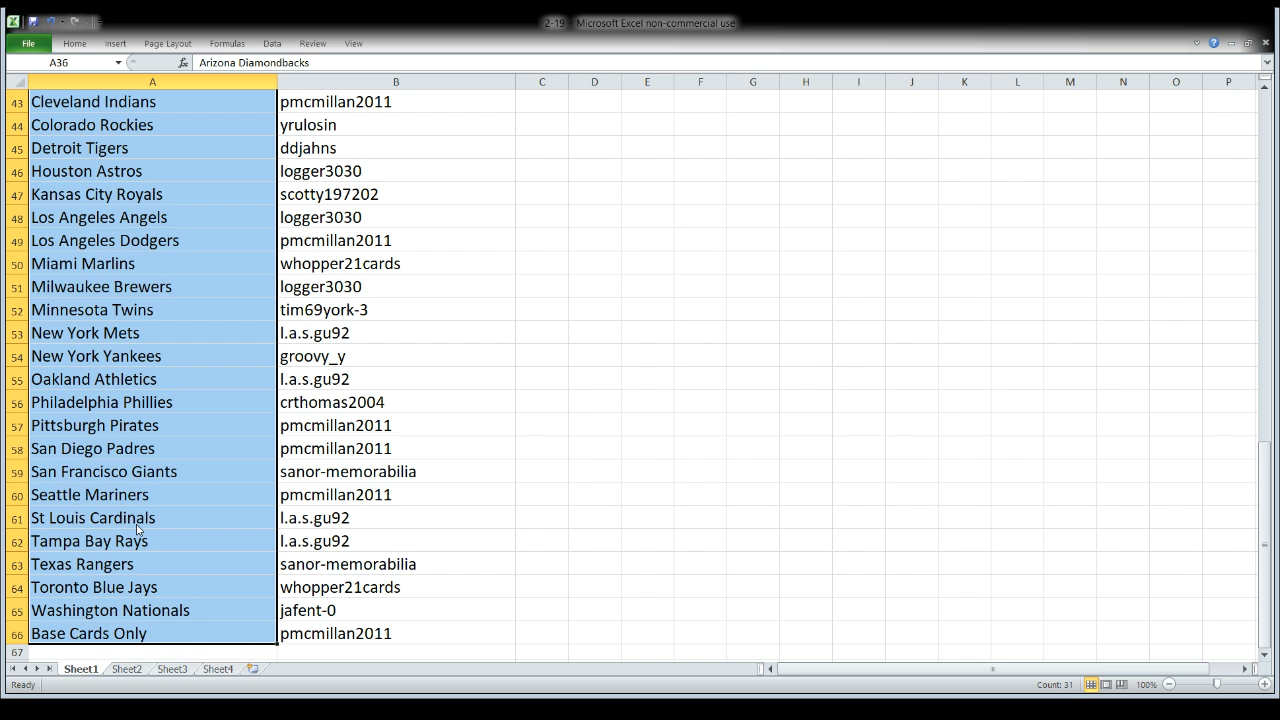 2-19 - Microsoft Excel non-commercial use
File Home Insert Page Layout Formulas Data Review View
A36 fx Arizona Diamondbacks
A B C D E F G H I J K L M N O P
43 Cleveland Indians pmcmillan2011
44 Colorado Rockies yrulosin
45 Detroit Tigers ddjahns
46 Houston Astros logger3030
47 Kansas City Royals scotty197202
48 Los Angeles Angels logger3030
49 Los Angeles Dodgers pmcmillan2011
50 Miami Marlins whopper21cards
51 Milwaukee Brewers logger3030
52 Minnesota Twins tim69york-3
53 New York Mets l.a.s.gu92
54 New York Yankees groovy_y
55 Oakland Athletics l.a.s.gu92
56 Philadelphia Phillies crthomas2004
57 Pittsburgh Pirates pmcmillan2011
58 San Diego Padres pmcmillan2011
59 San Francisco Giants sanor-memorabilia
60 Seattle Mariners pmcmillan2011
61 St Louis Cardinals l.a.s.gu92
62 Tampa Bay Rays l.a.s.gu92
63 Texas Rangers sanor-memorabilia
64 Toronto Blue Jays whopper21cards
65 Washington Nationals jafent-0
66 Base Cards Only pmcmillan2011
67
Sheet1 Sheet2 Sheet3 Sheet4
Ready Count: 31 100%